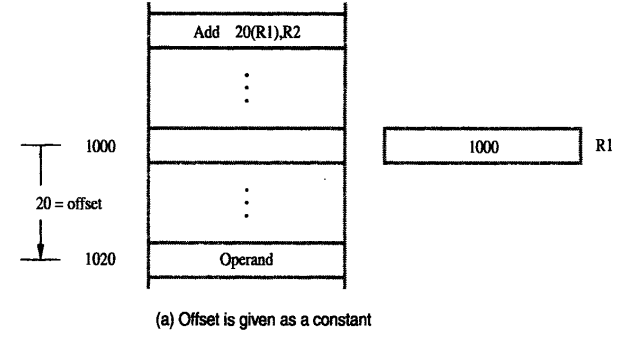 Add 20(R1),R2
1000
1000
R1
20 = offset
1020
Operand
(a) Offset is given as a constant